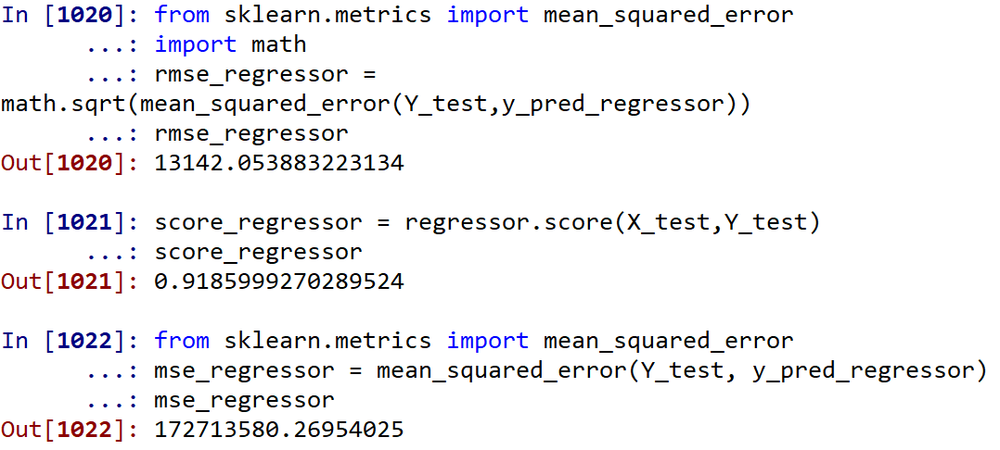 In [1020]: from sklearn.metrics import mean_squared_error
      ...: import math
      ...: rmse_regressor =
math.sqrt(mean_squared_error(Y_test,y_pred_regressor))
      ...: rmse_regressor
Out[1020]: 13142.053883223134

In [1021]: score_regressor = regressor.score(X_test,Y_test)
      ...: score_regressor
Out[1021]: 0.9185999270289524

In [1022]: from sklearn.metrics import mean_squared_error
      ...: mse_regressor = mean_squared_error(Y_test, y_pred_regressor)
      ...: mse_regressor
Out[1022]: 172713580.26954025